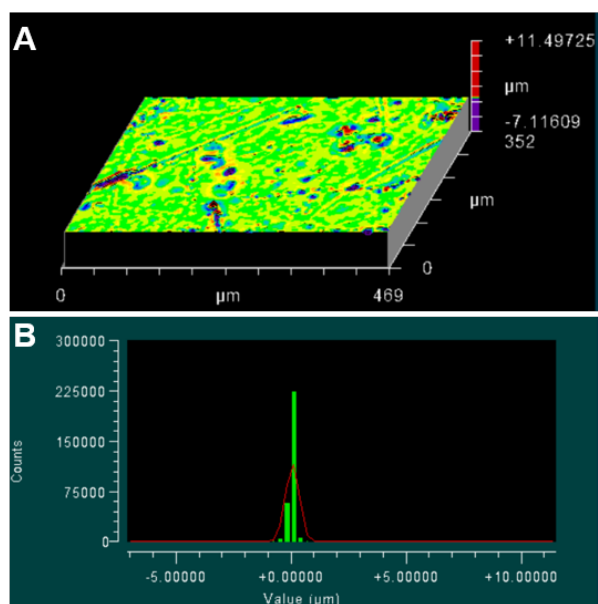 A
+11.49725
µm
-7.11609
352
µm
0
0
µm
469
B
300000
225000
150000
75000
0
Counts
-5.00000
+0.00000
+5.00000
+10.00000
Value (µm)